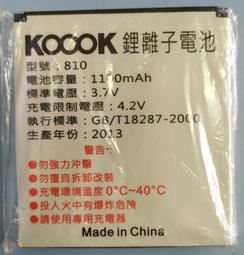 KOCOK 鋰離子電池
型號：810
電池容量：1100mAh
標準電壓：3.7V
充電限制電壓：4.2V
執行標準：GB/T18287-2000
生產年份：2013
警告：
●勿強力沖擊
●勿擅自拆卸改裝
●充電環境溫度0°C~40°C
●投入火中有爆炸危險
●請使用專用充電器
Made in China